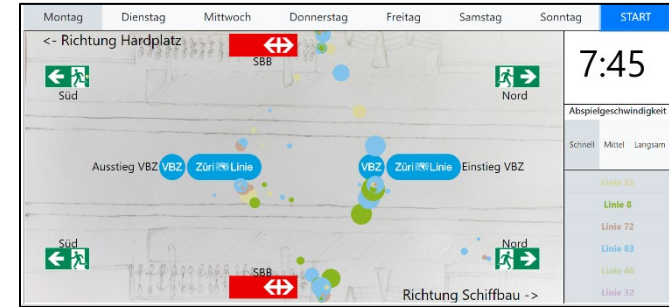 Montag Dienstag Mittwoch Donnerstag Freitag Samstag Sonntag START
<- Richtung Hardplatz
SBB
7:45
Süd
Nord
Abspielgeschwindigkeit
Schnell Mittel Langsam
Ausstieg VBZ VBZ Züri Linie
VBZ Züri Linie Einstieg VBZ
Linie 33
Linie 8
Linie 72
Linie 83
Linie 46
Linie 32
Süd
Nord
SBB
Richtung Schiffbau ->